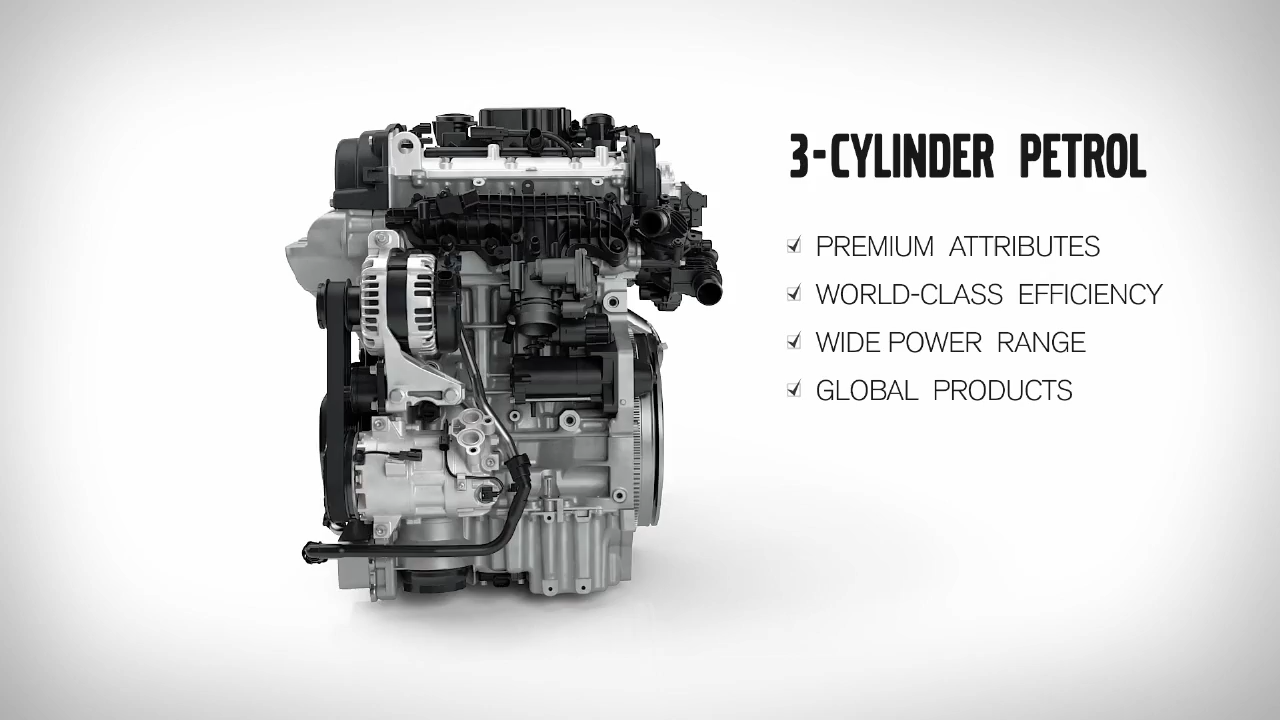 3-CYLINDER PETROL
PREMIUM ATTRIBUTES
WORLD-CLASS EFFICIENCY
WIDE POWER RANGE
GLOBAL PRODUCTS